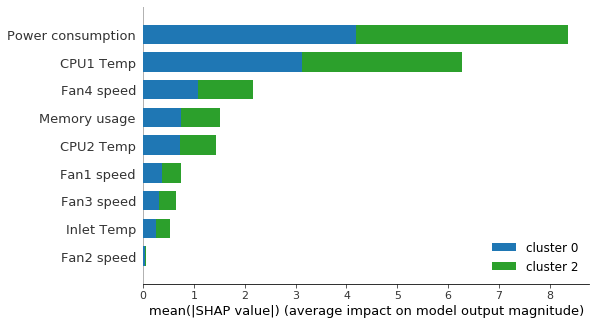 Power consumption
CPU1 Temp
Fan4 speed
Memory usage
CPU2 Temp
Fan1 speed
Fan3 speed
Inlet Temp
Fan2 speed
cluster 0
cluster 2
0 1 2 3 4 5 6 7 8
mean(|SHAP value|) (average impact on model output magnitude)